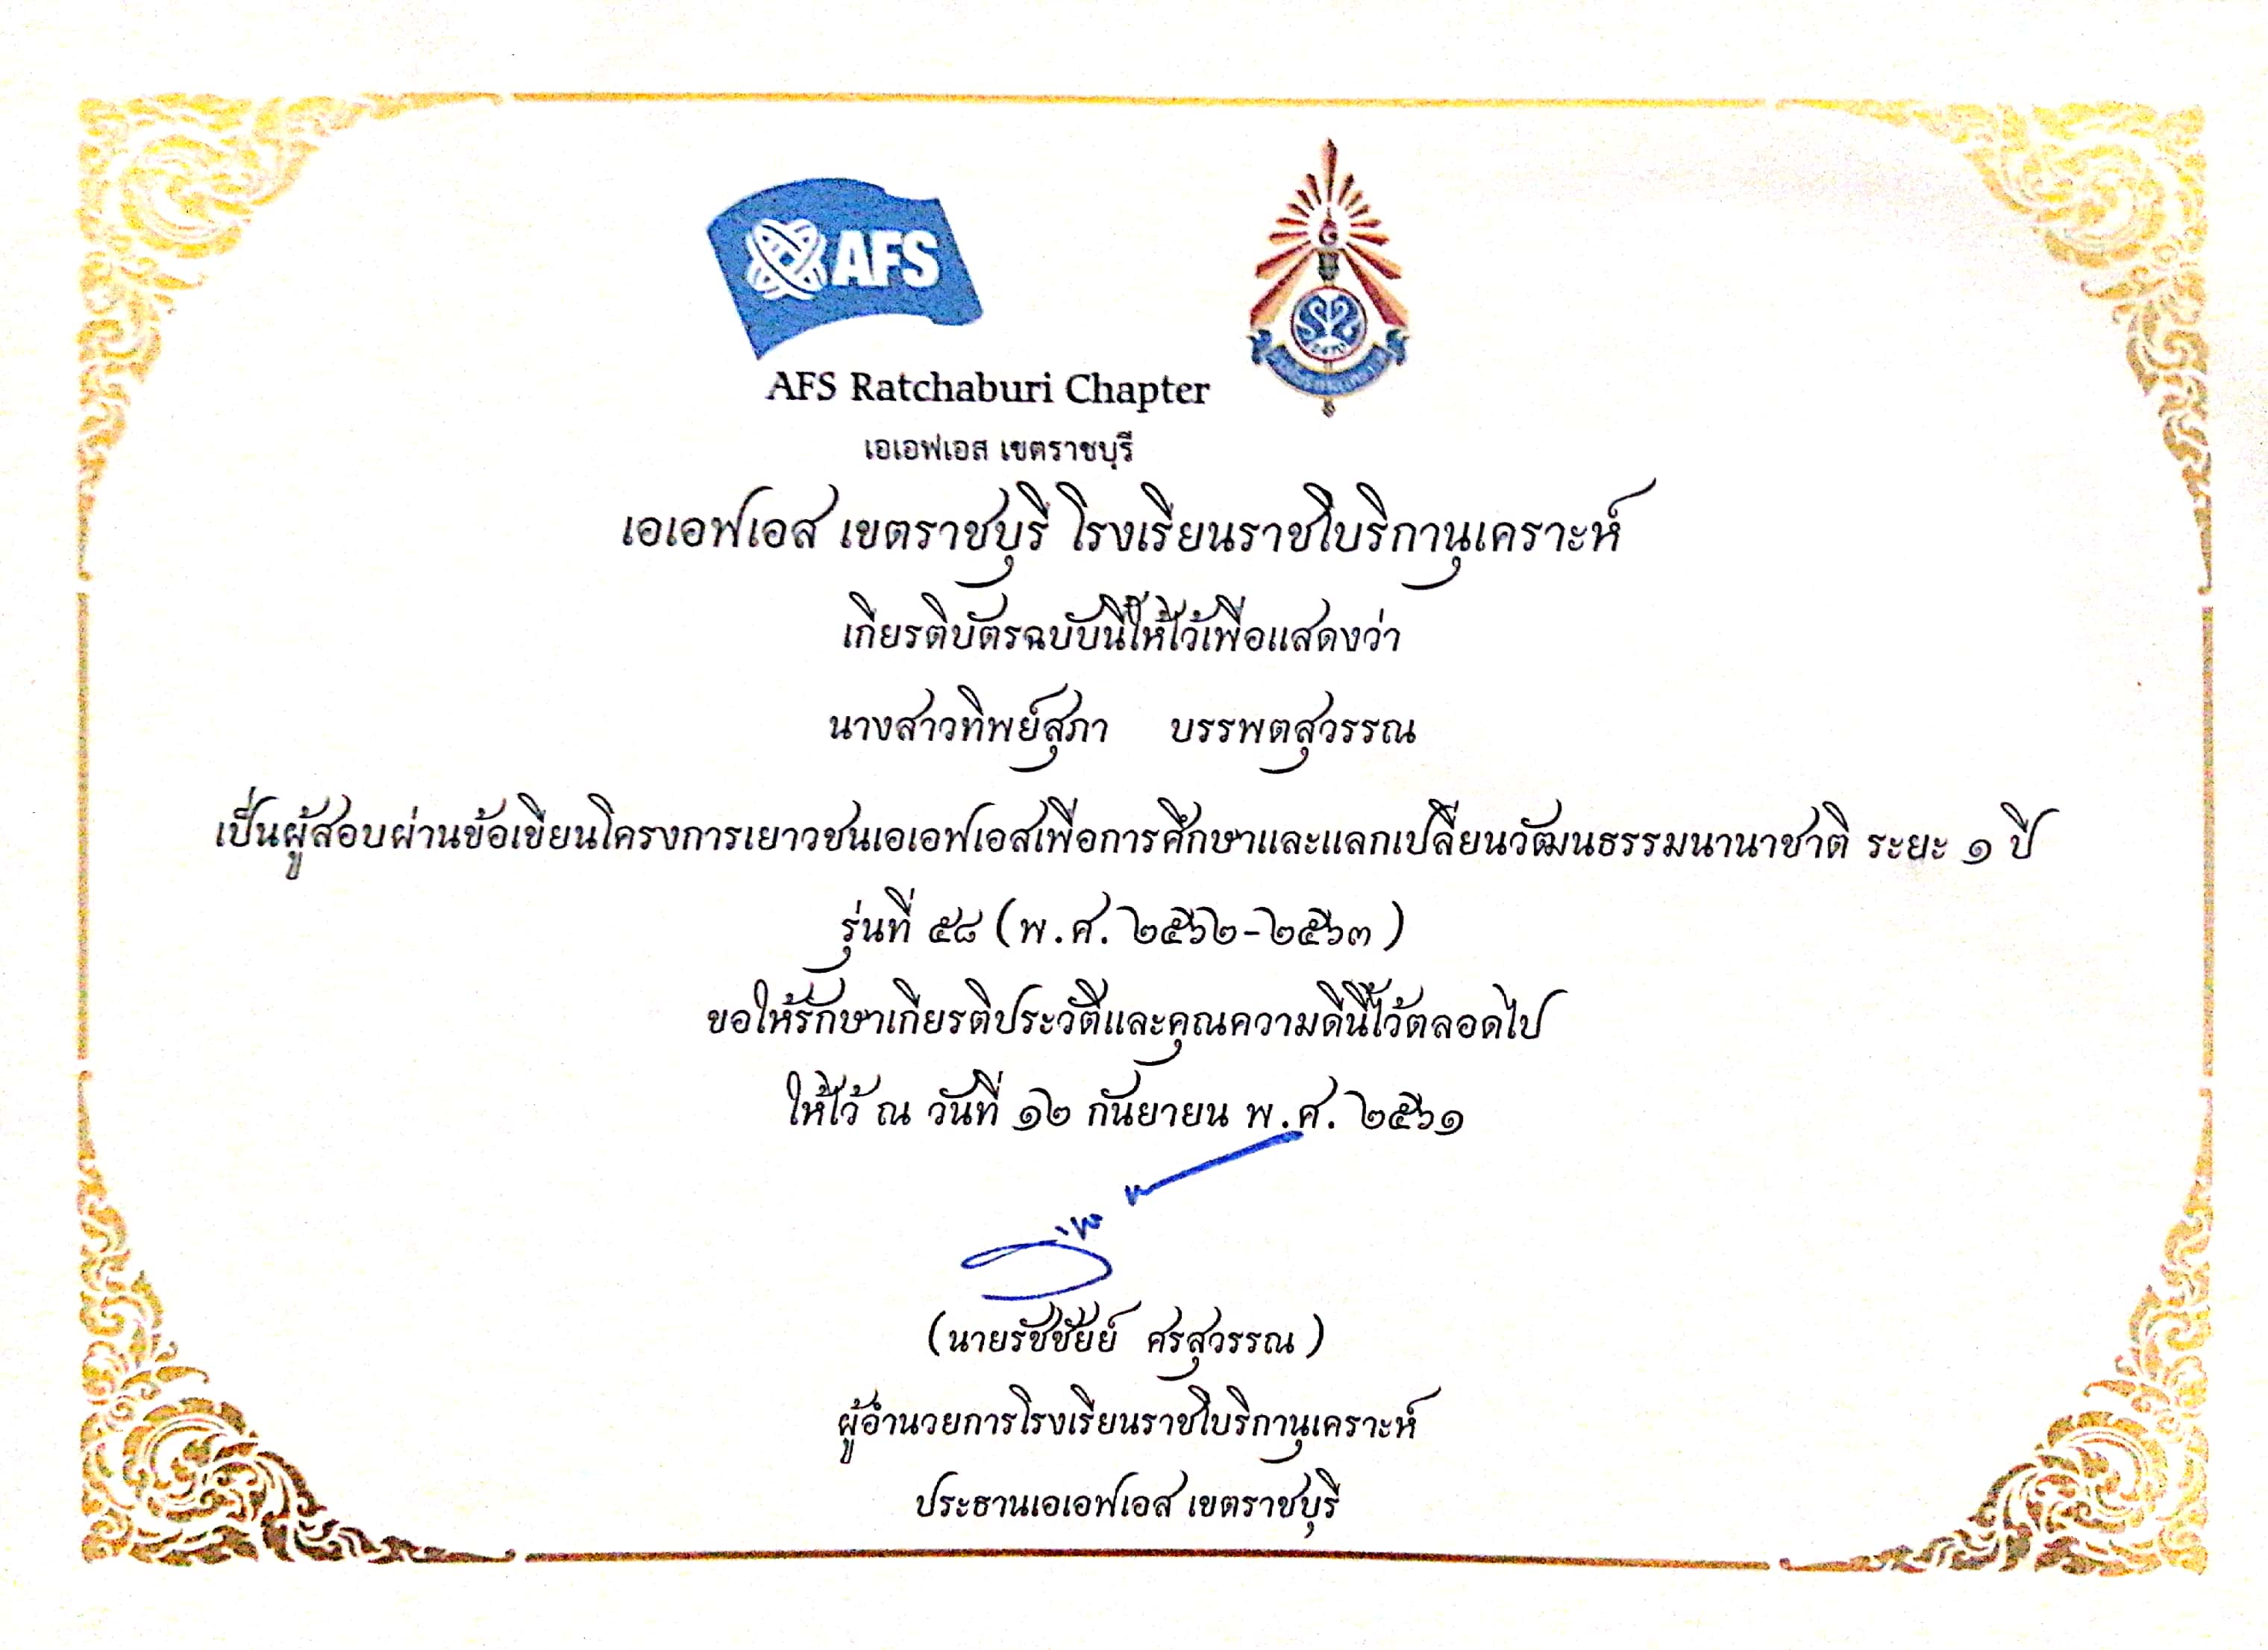 AFS
AFS Ratchaburi Chapter
เอเอฟเอส เขตราชบุรี
เอเอฟเอส เขตราชบุรี โรงเรียนราชโบริกานุเคราะห์
เกียรติบัตรฉบับนี้ให้ไว้เพื่อแสดงว่า
นางสาวทิพย์สุภา บรรพตสุวรรณ
เป็นผู้สอบผ่านข้อเขียนโครงการเยาวชนเอเอฟเอสเพื่อการศึกษาและแลกเปลี่ยนวัฒนธรรมนานาชาติ ระยะ ๑ ปี
รุ่นที่ ๕๘ (พ.ศ. ๒๕๖๒-๒๕๖๓)
ขอให้รักษาเกียรติประวัติและคุณความดีนี้ไว้ตลอดไป
ให้ไว้ ณ วันที่ ๑๒ กันยายน พ.ศ. ๒๕๖๑
(นายรัชชัยย์ ศรสุวรรณ)
ผู้อำนวยการโรงเรียนราชโบริกานุเคราะห์
ประธานเอเอฟเอส เขตราชบุรี